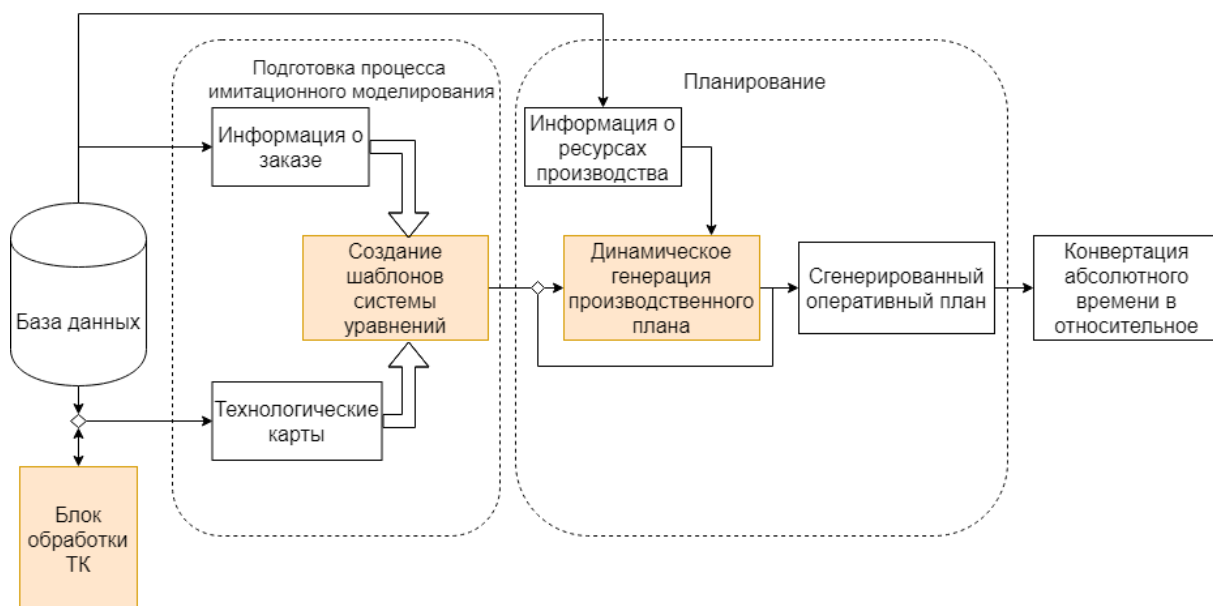 Подготовка процесса
имитационного моделирования
Планирование
Информация о
заказе
Информация о
ресурсах
производства
База данных
Создание
шаблонов
системы
уравнений
Динамическое
генерация
производственного
плана
Сгенерированный
оперативный план
Конвертация
абсолютного
времени в
относительное
Технологические
карты
Блок
обработки
ТК